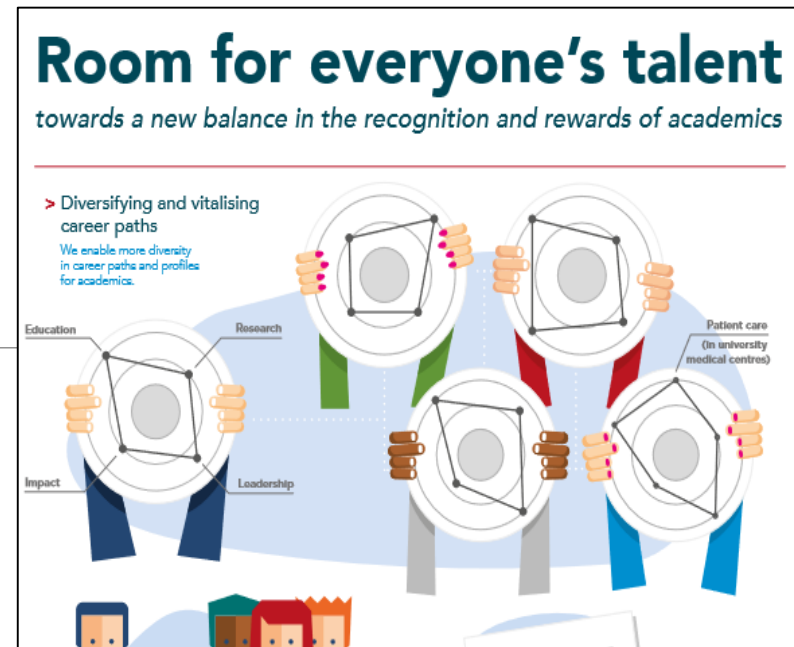 Room for everyone's talent
towards a new balance in the recognition and rewards of academics
> Diversifying and vitalising
career paths
We enable more diversity
in career paths and profiles
for academics.
Education
Research
Patient care
(in university
medical centres)
Impact
Leadership